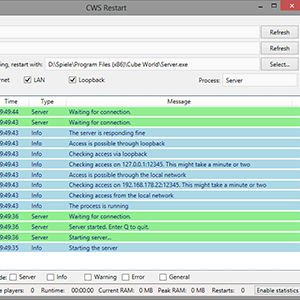 CWS Restart
Refresh
Refresh
ing, restart with: D:\Spiele\Program Files (x86)\Cube World\Server.exe Select...
rnet LAN Loopback Process: Server
Time Type Message
9:49:44 Server Waiting for connection.
9:49:43 Server Waiting for connection.
9:49:43 Info The server is responding fine
9:49:43 Info Access is possible through loopback
9:49:43 Info Checking access via loopback
9:49:43 Info Checking access on 127.0.0.1:12345. This might take a minute or two
9:49:43 Info Access is possible through the local network
9:49:43 Info Checking access on 192.168.178.22:12345. This might take a minute or two
9:49:43 Info Checking access from the local network
9:49:43 Info The process is running
9:49:36 Server Waiting for connection.
9:49:36 Server Server started. Enter Q to quit.
9:49:36 Server Starting server...
9:49:35 Info Starting the server
de: Server Info Warning Error General
e players: 0 Runtime: 00:00:00 Current RAM: 0 MB Peak RAM: 0 MB Restarts: 0 Enable statistics